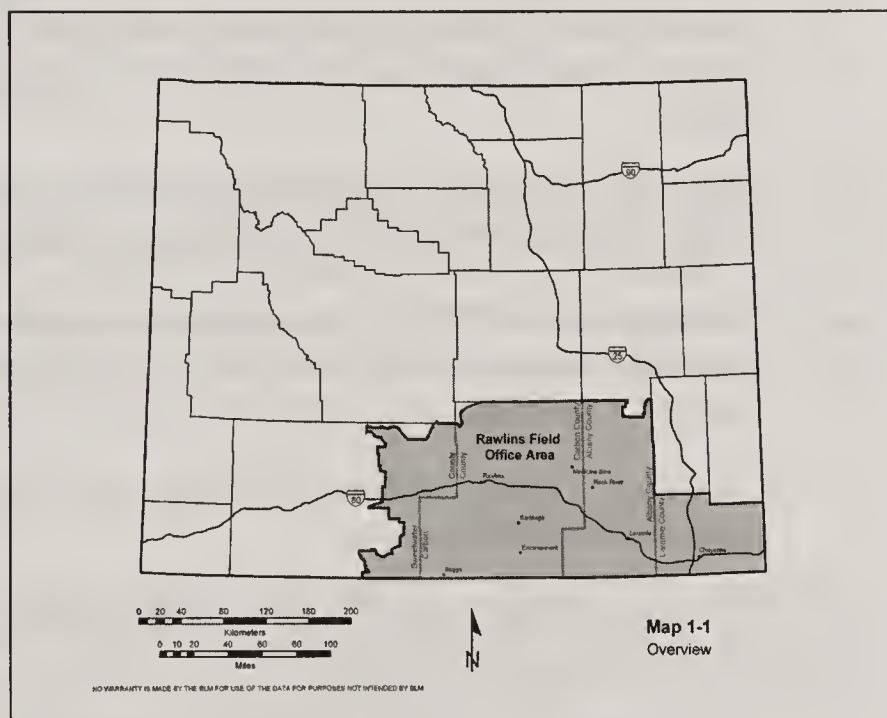 90
25
Rawlins Field
Office Area
Carbon County
Albany County
County
County
Medicine Bow
Rock River
Rawlins
80
Albany County
Laramie County
Saratoga
Laramie
Encampment
Cheyenne
Sweetwater
Carbon
Baggs
0 20 40 80 120 160 200
Kilometers
0 10 20 40 60 80 100
Miles
N
Map 1-1
Overview
NO WARRANTY IS MADE BY THE BLM FOR USE OF THE DATA FOR PURPOSES NOT INTENDED BY BLM